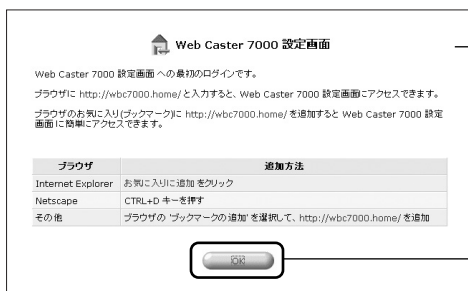 Web Caster 7000 設定画面
Web Caster 7000 設定画面 への最初のログインです。
ブラウザに http://wbc7000.home/ と入力すると、Web Caster 7000 設定画面にアクセスできます。
ブラウザのお気に入り(ブックマーク)に http://wbc7000.home/ を追加すると Web Caster 7000 設定
画面 に簡単にアクセスできます。
ブラウザ 追加方法
Internet Explorer お気に入りに追加 をクリック
Netscape CTRL+D キーを押す
その他 ブラウザの 'ブックマークの追加' を選択して、http://wbc7000.home/ を追加
OK